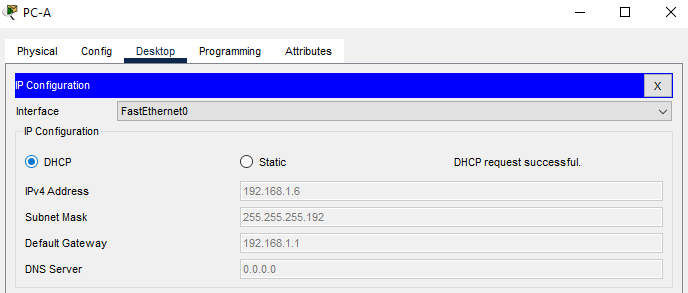 PC-A
Physical Config Desktop Programming Attributes
IP Configuration X
Interface FastEthernet0
IP Configuration
DHCP Static DHCP request successful.
IPv4 Address 192.168.1.6
Subnet Mask 255.255.255.192
Default Gateway 192.168.1.1
DNS Server 0.0.0.0